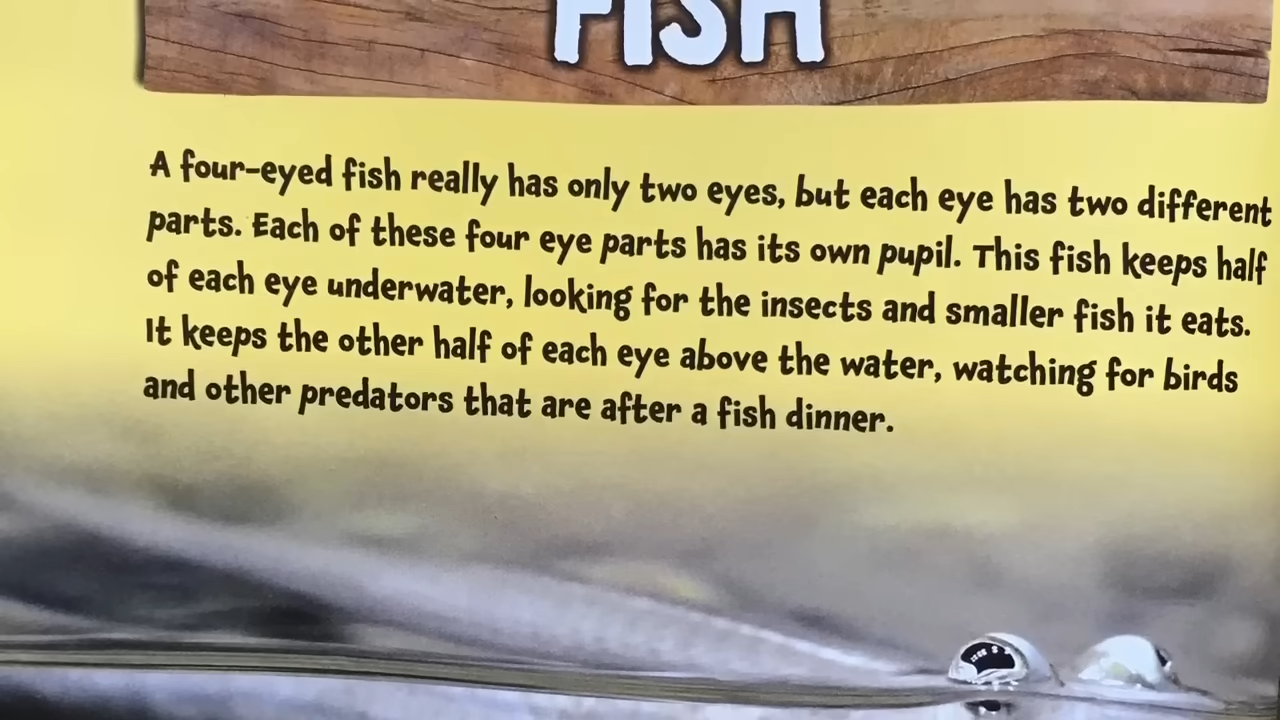 FISH
A four-eyed fish really has only two eyes, but each eye has two different
parts. Each of these four eye parts has its own pupil. This fish keeps half
of each eye underwater, looking for the insects and smaller fish it eats.
It keeps the other half of each eye above the water, watching for birds
and other predators that are after a fish dinner.